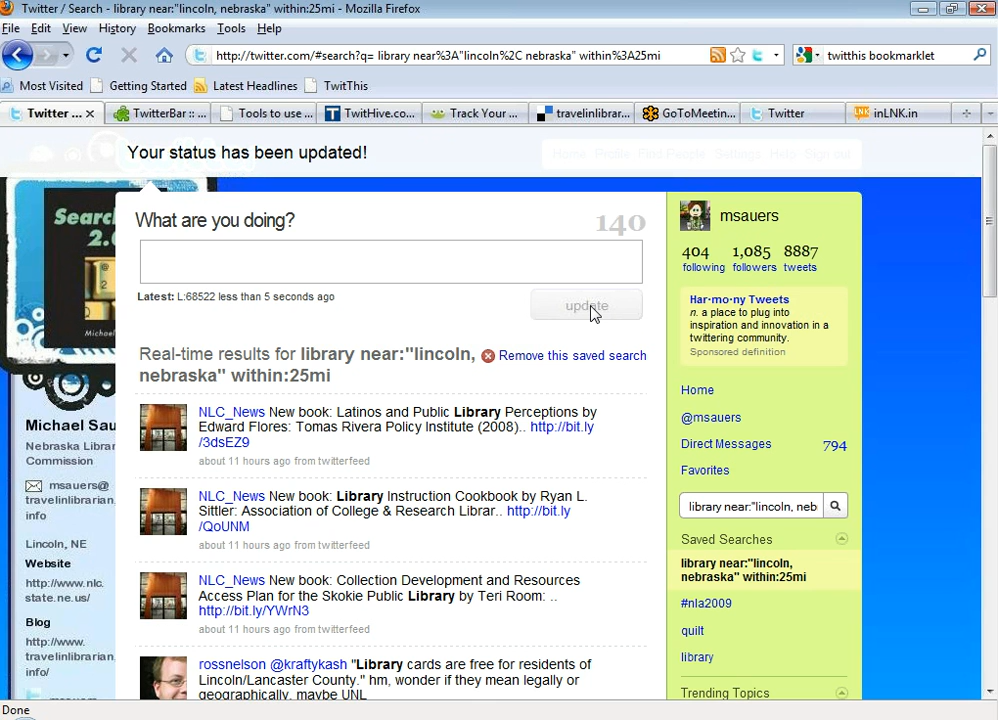 Twitter / Search - library near:"lincoln, nebraska" within:25mi - Mozilla Firefox
File Edit View History Bookmarks Tools Help
http://twitter.com/#search?q= library near%3A"lincoln%2C nebraska" within%3A25mi
twitthis bookmarklet
Most Visited Getting Started Latest Headlines TwitThis
Twitter ... TwitterBar :: ... Tools to use ... TwitHive.co... Track Your ... travelinlibrar... GoToMeetin... Twitter inLNK.in
Your status has been updated!
Home Profile Find People Settings Help Sign out
Search
2.
Michael
What are you doing?
140
Latest: L:68522 less than 5 seconds ago
update
Real-time results for library near:"lincoln,
nebraska" within:25mi
Remove this saved search
NLC_News New book: Latinos and Public Library Perceptions by
Edward Flores: Tomas Rivera Policy Institute (2008).. http://bit.ly
/3dsEZ9
about 11 hours ago from twitterfeed
NLC_News New book: Library Instruction Cookbook by Ryan L.
Sittler: Association of College & Research Librar.. http://bit.ly
/QoUNM
about 11 hours ago from twitterfeed
NLC_News New book: Collection Development and Resources
Access Plan for the Skokie Public Library by Teri Room: ..
http://bit.ly/YWrN3
about 11 hours ago from twitterfeed
rossnelson @kraftykash "Library cards are free for residents of
Lincoln/Lancaster County." hm, wonder if they mean legally or
geographically. maybe UNL
Michael Sau
Nebraska Librar
Commission
msauers@
travelinlibrarian.
info
Lincoln, NE
Website
http://www.nlc.
state.ne.us/
Blog
http://www.
travelinlibrarian.
info/
msauers
404
following
1,085
followers
8887
tweets
Har·mo·ny Tweets
n. a place to plug into
inspiration and innovation in a
twittering community.
Sponsored definition
Home
@msauers
Direct Messages 794
Favorites
library near:"lincoln, neb
Saved Searches
library near:"lincoln,
nebraska" within:25mi
#nla2009
quilt
library
Trending Topics
Done